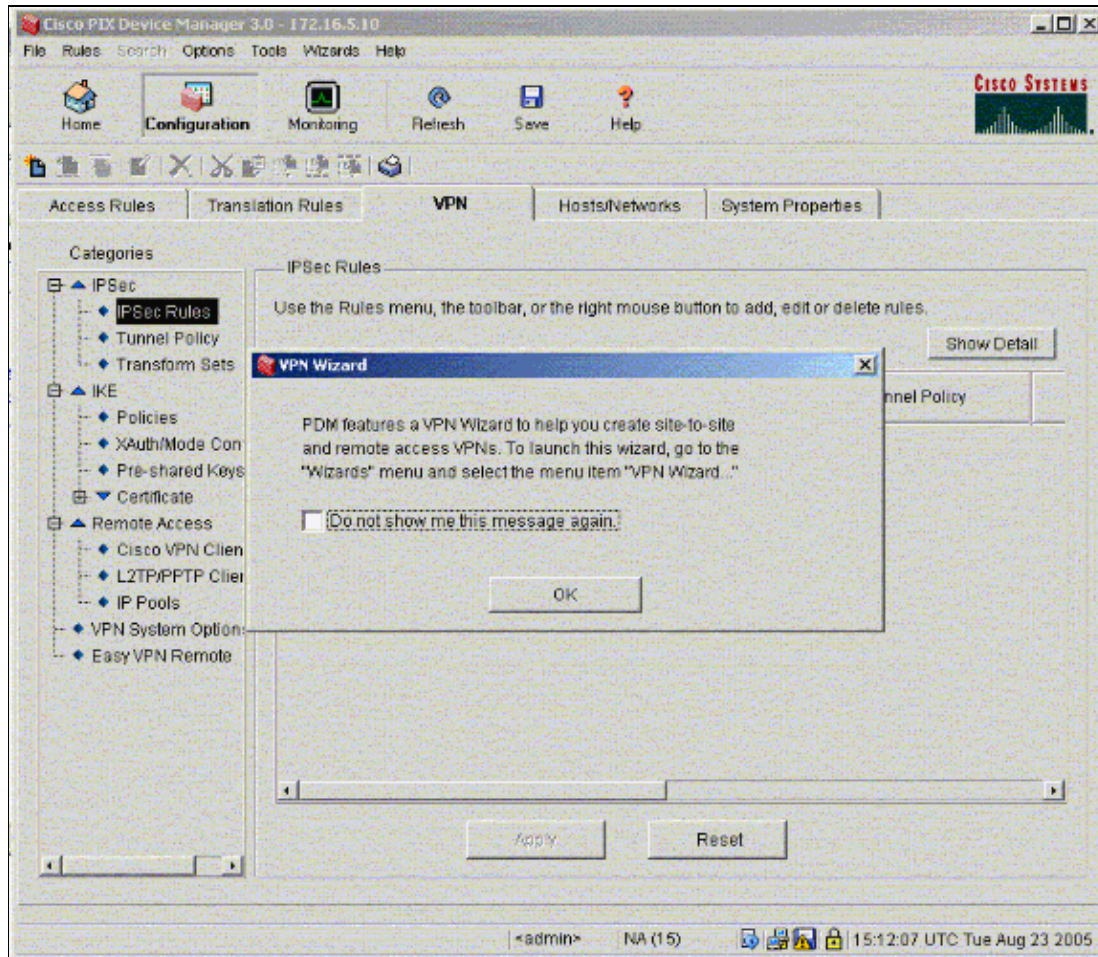 Cisco PIX Device Manager 3.0 - 172.16.5.10
File Rules Search Options Tools Wizards Help
CISCO SYSTEMS
Home Configuration Monitoring Refresh Save Help
Access Rules Translation Rules VPN Hosts/Networks System Properties
Categories
IPSec
IPSec Rules
Tunnel Policy
Transform Sets
IKE
Policies
XAuth/Mode Con
Pre-shared Keys
Certificate
Remote Access
Cisco VPN Clien
L2TP/PPTP Clier
IP Pools
VPN System Option
Easy VPN Remote
IPSec Rules
Use the Rules menu, the toolbar, or the right mouse button to add, edit or delete rules.
Show Detail
nnel Policy
VPN Wizard
PDM features a VPN Wizard to help you create site-to-site
and remote access VPNs. To launch this wizard, go to the
"Wizards" menu and select the menu item "VPN Wizard..."
Do not show me this message again.
OK
Apply Reset
<admin> NA (15) 15:12:07 UTC Tue Aug 23 2005